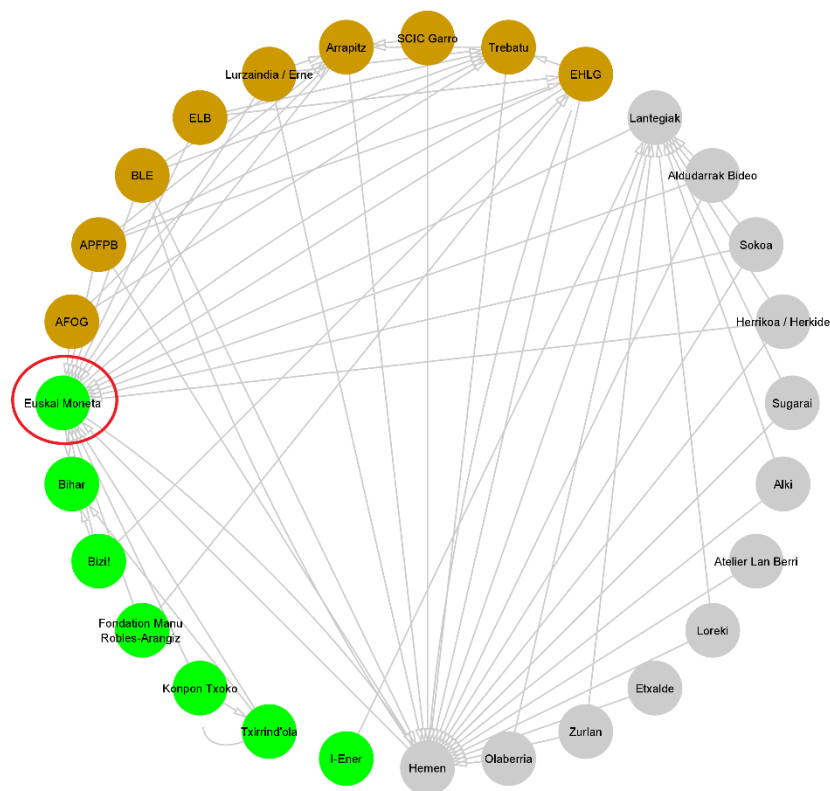 SCIC Garro
Arrapitz
Trebatu
Lurzaindia / Erne
EHLG
ELB
Lantegiak
BLE
Aldudarrak Bideo
APFPB
Sokoa
AFOG
Herrikoa / Herkide
Euskal Moneta
Sugarai
Bihar
Alki
Bizi!
Atelier Lan Berri
Fondation Manu
Robles-Arangiz
Loreki
Konpon Txoko
Etxalde
Txirrind'ola
Zurlan
I-Ener
Hemen
Olaberria